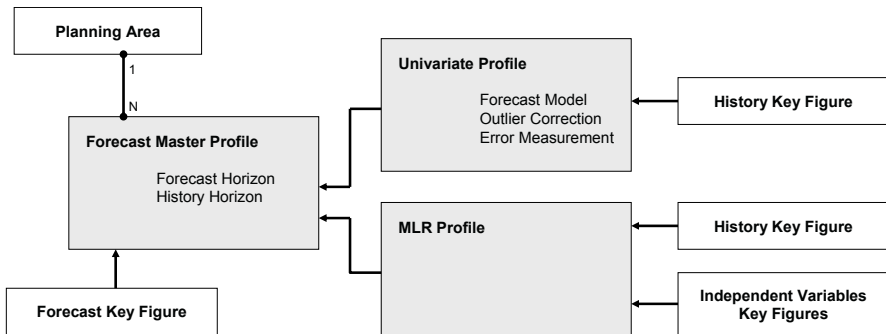 Planning Area
1
N
Forecast Master Profile
Forecast Horizon
History Horizon
Forecast Key Figure
Univariate Profile
Forecast Model
Outlier Correction
Error Measurement
History Key Figure
MLR Profile
History Key Figure
Independent Variables
Key Figures